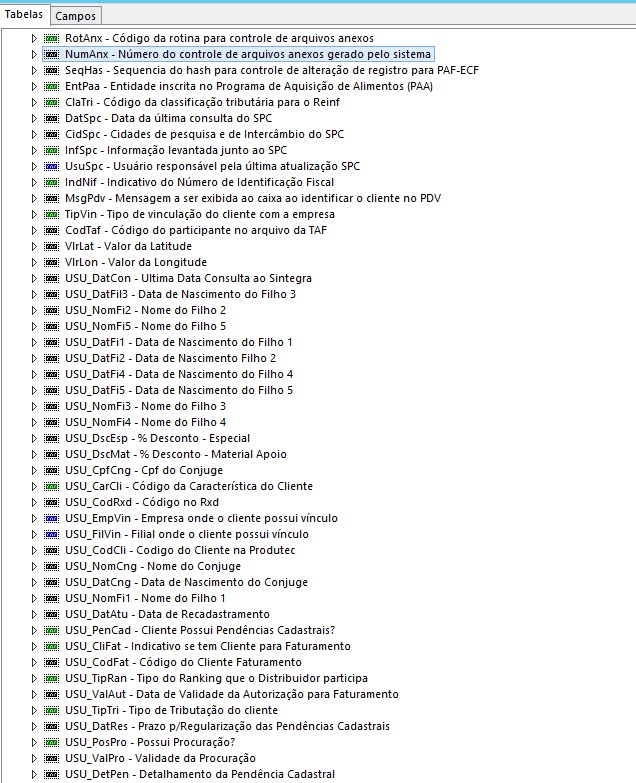 Tabelas Campos
RotAnx - Código da rotina para controle de arquivos anexos
NumAnx - Número do controle de arquivos anexos gerado pelo sistema
SeqHas - Sequencia do hash para controle de alteração de registro para PAF-ECF
EntPaa - Entidade inscrita no Programa de Aquisição de Alimentos (PAA)
ClaTri - Código da classificação tributária para o Reinf
DatSpc - Data da última consulta do SPC
CidSpc - Cidades de pesquisa e de Intercâmbio do SPC
InfSpc - Informação levantada junto ao SPC
UsuSpc - Usuário responsável pela última atualização SPC
IndNif - Indicativo do Número de Identificação Fiscal
MsgPdv - Mensagem a ser exibida ao caixa ao identificar o cliente no PDV
TipVin - Tipo de vinculação do cliente com a empresa
CodTaf - Código do participante no arquivo da TAF
VlrLat - Valor da Latitude
VlrLon - Valor da Longitude
USU_DatCon - Ultima Data Consulta ao Sintegra
USU_DatFil3 - Data de Nascimento do Filho 3
USU_NomFi2 - Nome do Filho 2
USU_NomFi5 - Nome do Filho 5
USU_DatFi1 - Data de Nascimento do Filho 1
USU_DatFi2 - Data de Nascimento Filho 2
USU_DatFi4 - Data de Nascimento do Filho 4
USU_DatFi5 - Data de Nascimento do Filho 5
USU_NomFi3 - Nome do Filho 3
USU_NomFi4 - Nome do Filho 4
USU_DscEsp - % Desconto - Especial
USU_DscMat - % Desconto - Material Apoio
USU_CpfCng - Cpf do Conjuge
USU_CarCli - Código da Característica do Cliente
USU_CodRxd - Código no Rxd
USU_EmpVin - Empresa onde o cliente possui vínculo
USU_FilVin - Filial onde o cliente possui vínculo
USU_CodCli - Codigo do Cliente na Produtec
USU_NomCng - Nome do Conjuge
USU_DatCng - Data de Nascimento do Conjuge
USU_NomFi1 - Nome do Filho 1
USU_DatAtu - Data de Recadastramento
USU_PenCad - Cliente Possui Pendências Cadastrais?
USU_CliFat - Indicativo se tem Cliente para Faturamento
USU_CodFat - Código do Cliente Faturamento
USU_TipRan - Tipo do Ranking que o Distribuidor participa
USU_ValAut - Data de Validade da Autorização para Faturamento
USU_TipTri - Tipo de Tributação do cliente
USU_DatRes - Prazo p/Regularização das Pendências Cadastrais
USU_PosPro - Possui Procuração?
USU_ValPro - Validade da Procuração
USU_DetPen - Detalhamento da Pendência Cadastral